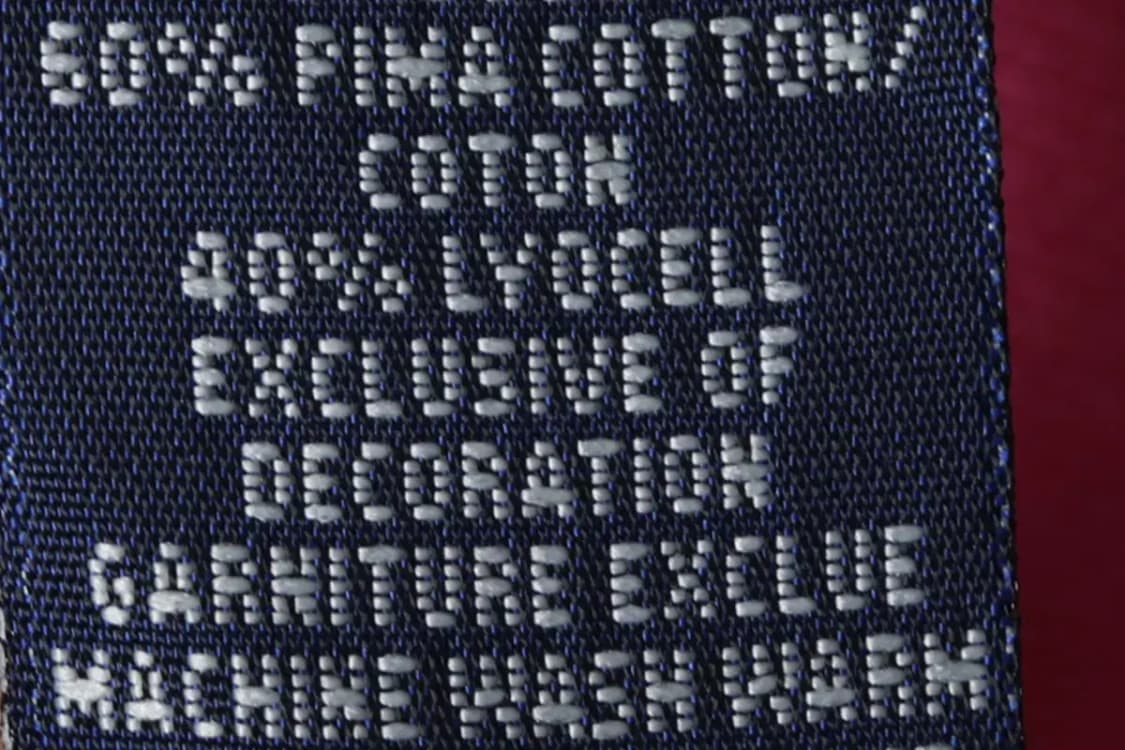 60% PIMA COTTON/
COTON
40% LYOCELL
EXCLUSIVE OF
DECORATION
GARNITURE EXCLUE
MACHINE WASH WARM